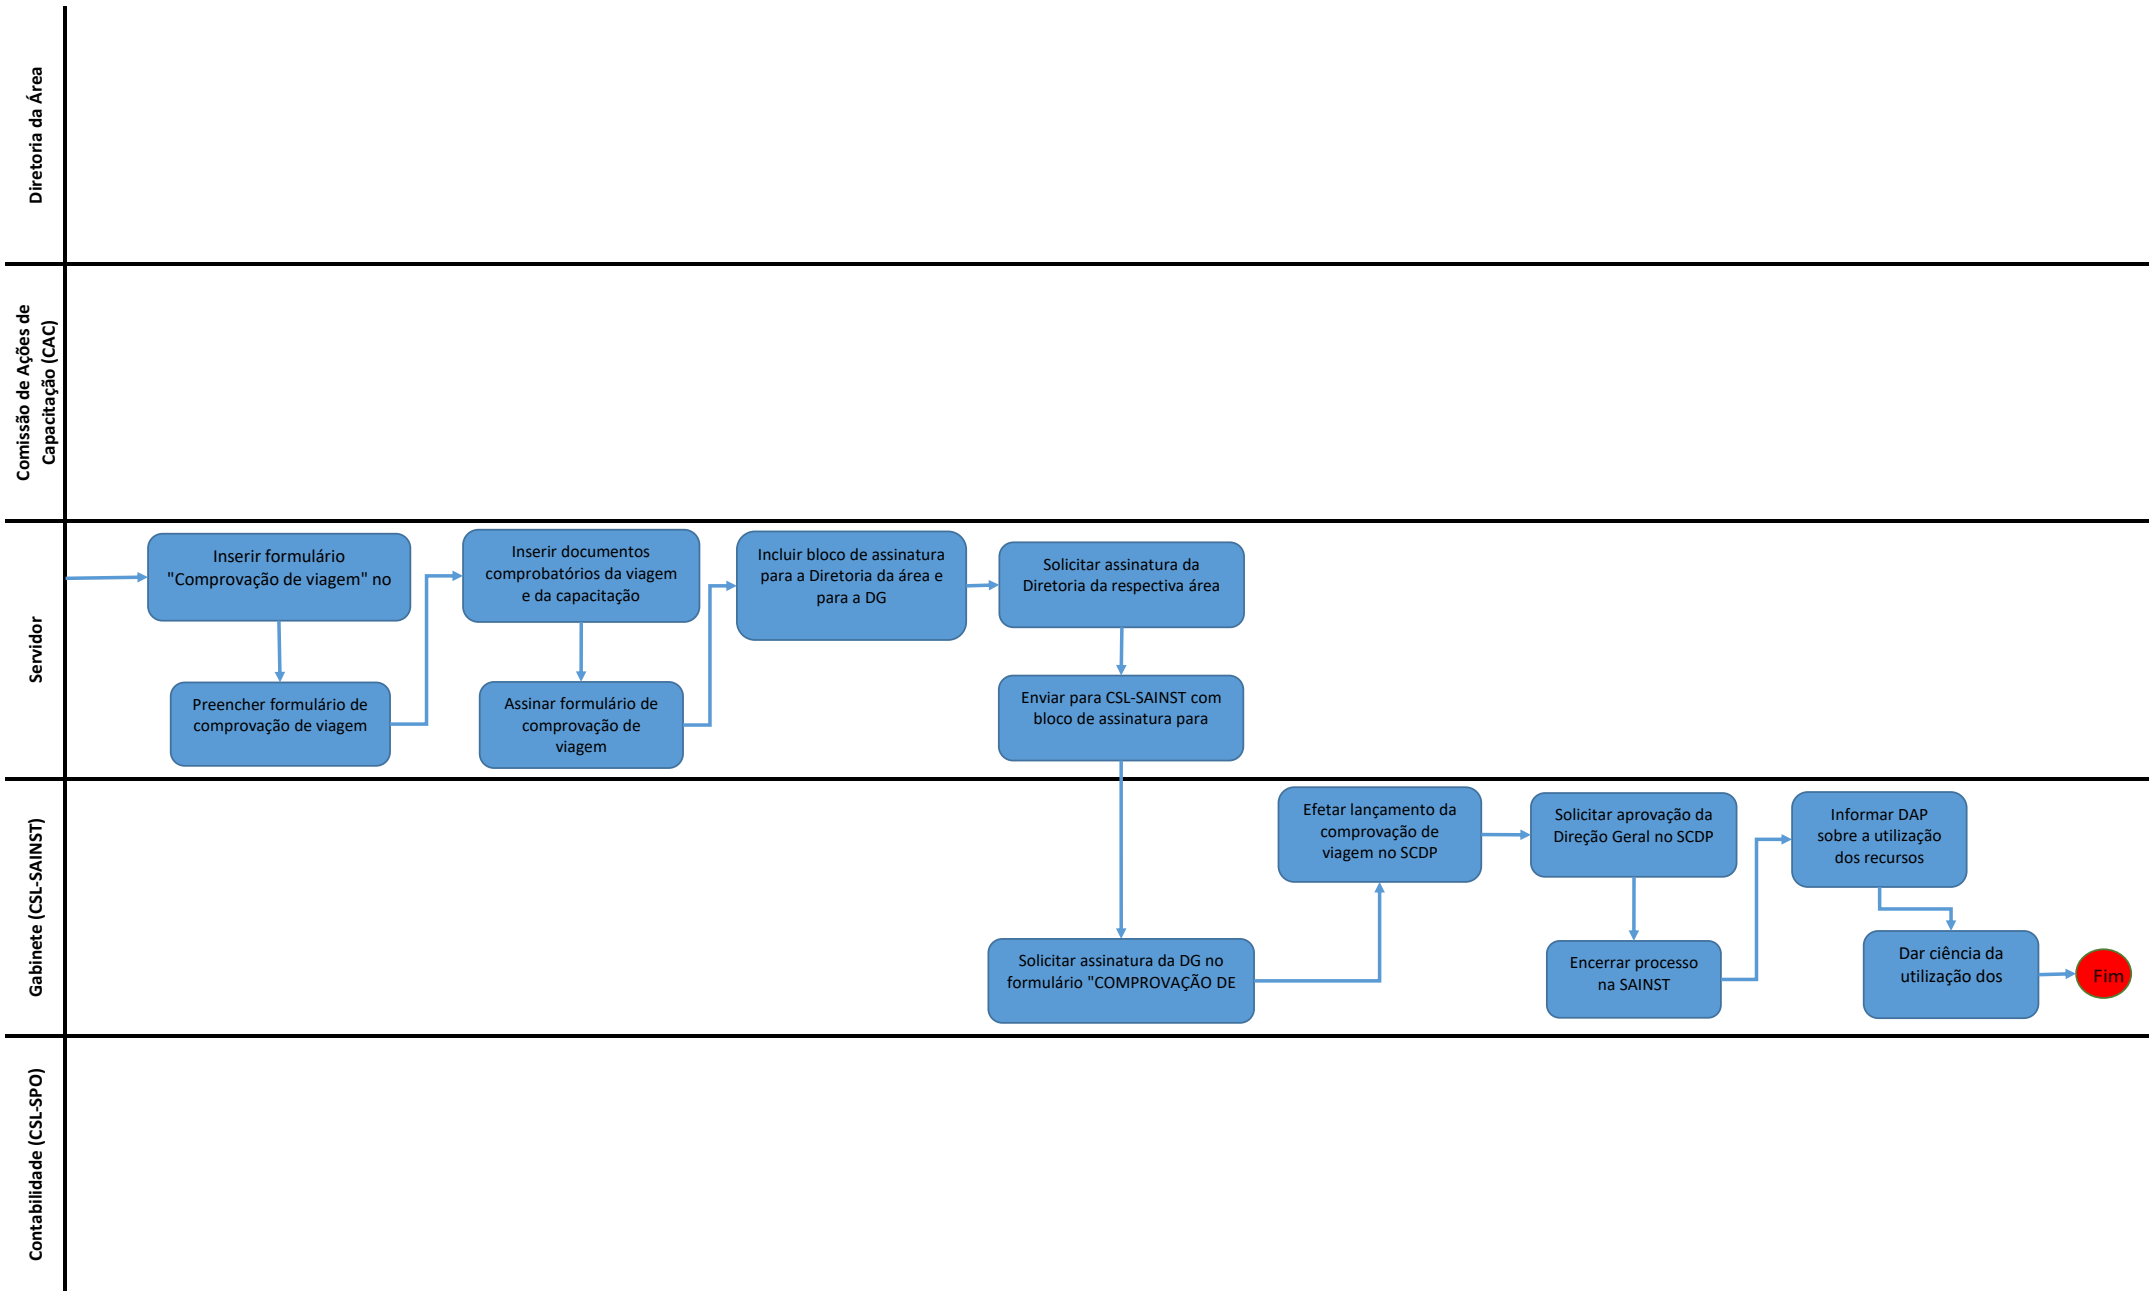 Diretoria da Área
Comissão de Ações de
Capacitação (CAC)
Servidor
Inserir formulário
"Comprovação de viagem" no
Preencher formulário de
comprovação de viagem
Inserir documentos
comprobatórios da viagem
e da capacitação
Assinar formulário de
comprovação de
viagem
Incluir bloco de assinatura
para a Diretoria da área e
para a DG
Solicitar assinatura da
Diretoria da respectiva área
Enviar para CSL-SAINST com
bloco de assinatura para
Gabinete (CSL-SAINST)
Solicitar assinatura da DG no
formulário "COMPROVAÇÃO DE
Efetar lançamento da
comprovação de
viagem no SCDP
Solicitar aprovação da
Direção Geral no SCDP
Encerrar processo
na SAINST
Informar DAP
sobre a utilização
dos recursos
Dar ciência da
utilização dos
Fim
Contabilidade (CSL-SPO)